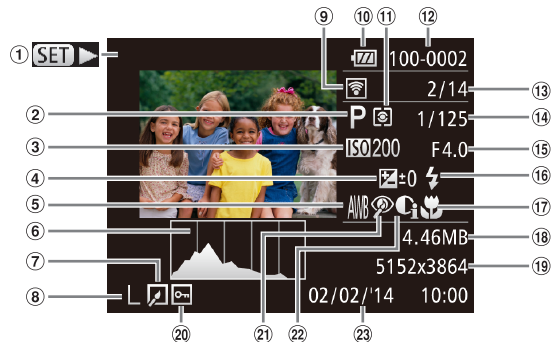 ① SET ⑨ ⑩ ⑪ ⑫ 100-0002
2/14 ⑬
② P 1/125 ⑭
③ ISO 200 F4.0 ⑮
④ ±0 ⑯
⑤ AWB ⑰
⑥ 4.46MB ⑱
⑦ 5152x3864 ⑲
⑧ L 02/02/'14 10:00
⑳ ㉑ ㉒ ㉓